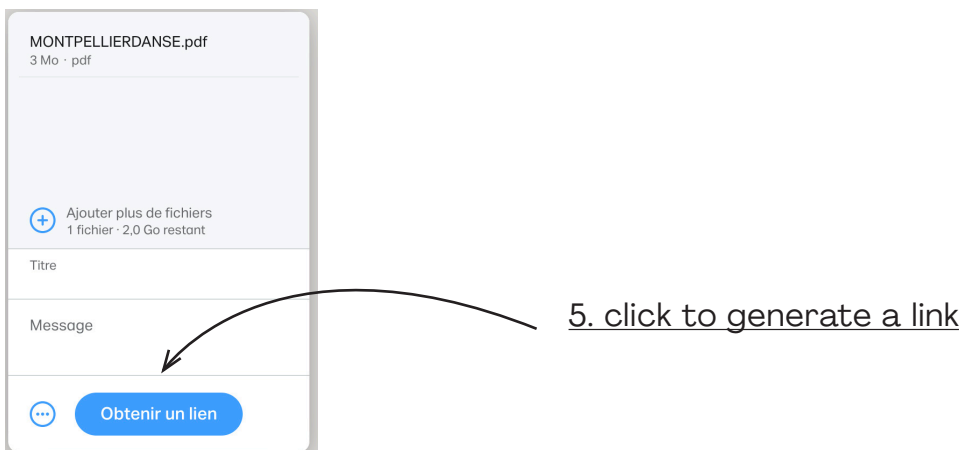 MONTPELLIERDANSE.pdf
3 Mo · pdf
Ajouter plus de fichiers
1 fichier · 2,0 Go restant
Titre
Message
Obtenir un lien
5. click to generate a link